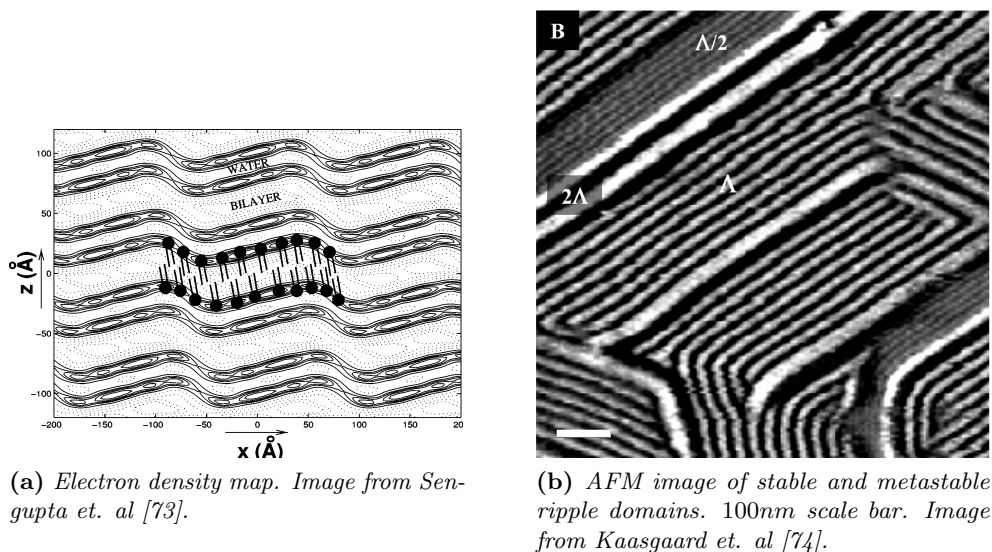 100
50
0
−50
−100
z (Å)
WATER
BILAYER
−200
−150
−100
−50
0
50
100
150
20
x (Å)
(a) Electron density map. Image from Sen-
gupta et. al [73].
B
Λ/2
2Λ
Λ
(b) AFM image of stable and metastable
ripple domains. 100nm scale bar. Image
from Kaasgaard et. al [74].